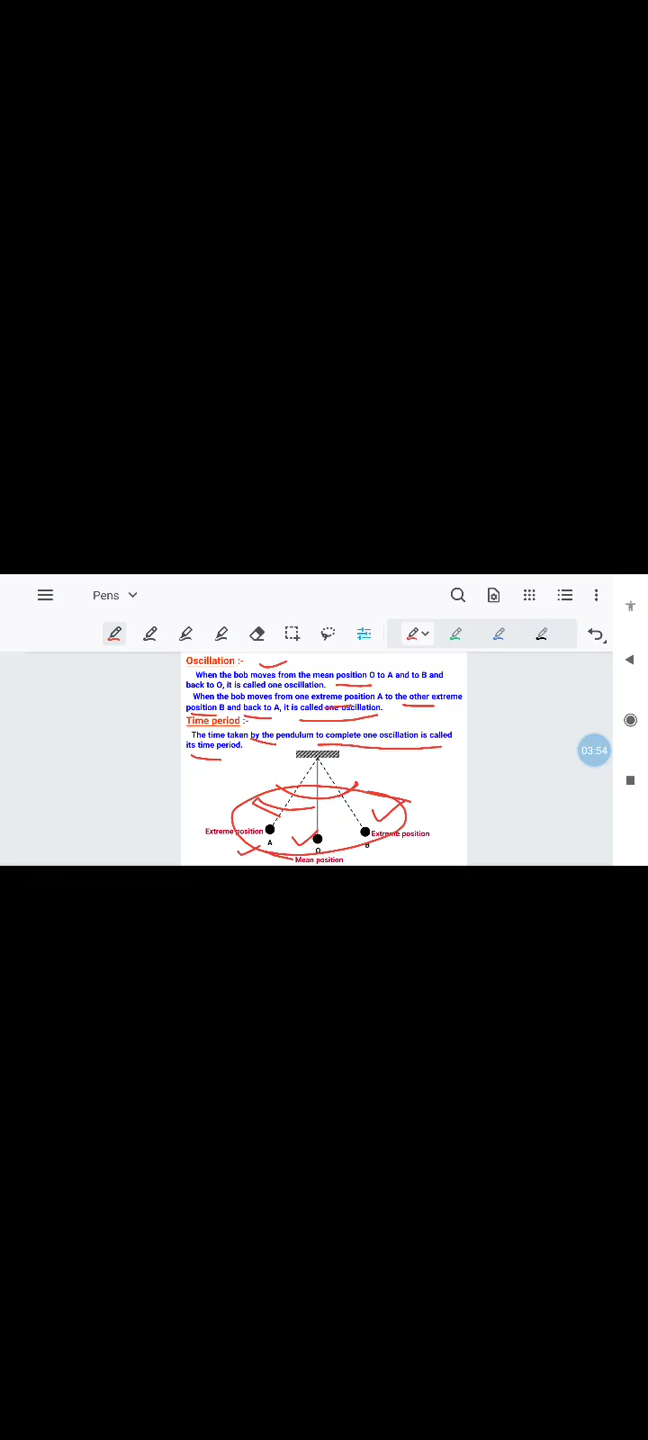 Pens
Oscillation :-
When the bob moves from the mean position O to A and to B and
back to O, it is called one oscillation.
When the bob moves from one extreme position A to the other extreme
position B and back to A, it is called one oscillation.
Time period :-
The time taken by the pendulum to complete one oscillation is called
its time period.
03:54
Extreme position
Extreme position
A
O
B
Mean position